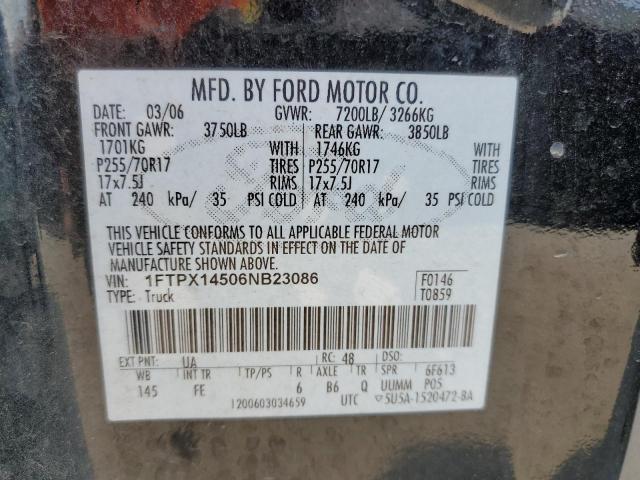 MFD. BY FORD MOTOR CO.
DATE: 03/06 GVWR: 7200LB/ 3266KG
FRONT GAWR: 3750LB REAR GAWR: 3850LB
1701KG WITH 1746KG WITH
P255/70R17 TIRES P255/70R17 TIRES
17x7.5J RIMS 17x7.5J RIMS
AT 240 kPa/ 35 PSI COLD AT 240 kPa/ 35 PSI COLD
THIS VEHICLE CONFORMS TO ALL APPLICABLE FEDERAL MOTOR
VEHICLE SAFETY STANDARDS IN EFFECT ON THE DATE OF
MANUFACTURE SHOWN ABOVE.
VIN: 1FTPX14506NB23086 F0146
TYPE: Truck T0859
EXT PNT: UA RC: 48 DSO:
WB INT TR TP/PS R AXLE TR SPR 6F613
145 FE 6 B6 Q UUMM P05
1200603034659 UTC 5U5A-1520472-BA